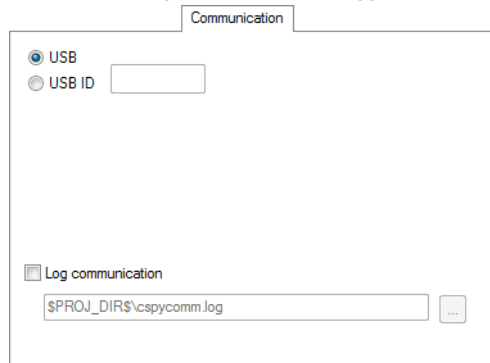 Communication
USB
USB ID
Log communication
$PROJ_DIR$\cspycomm.log
...